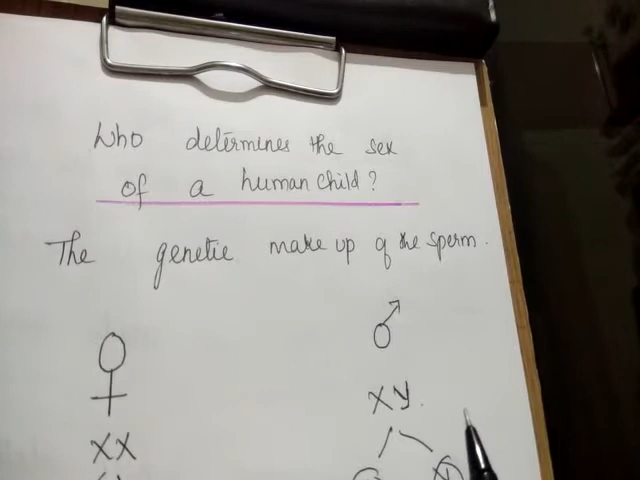 Who determines the sex
of a human child?
The genetic make up of the sperm.
♀ ♂
XX XY.